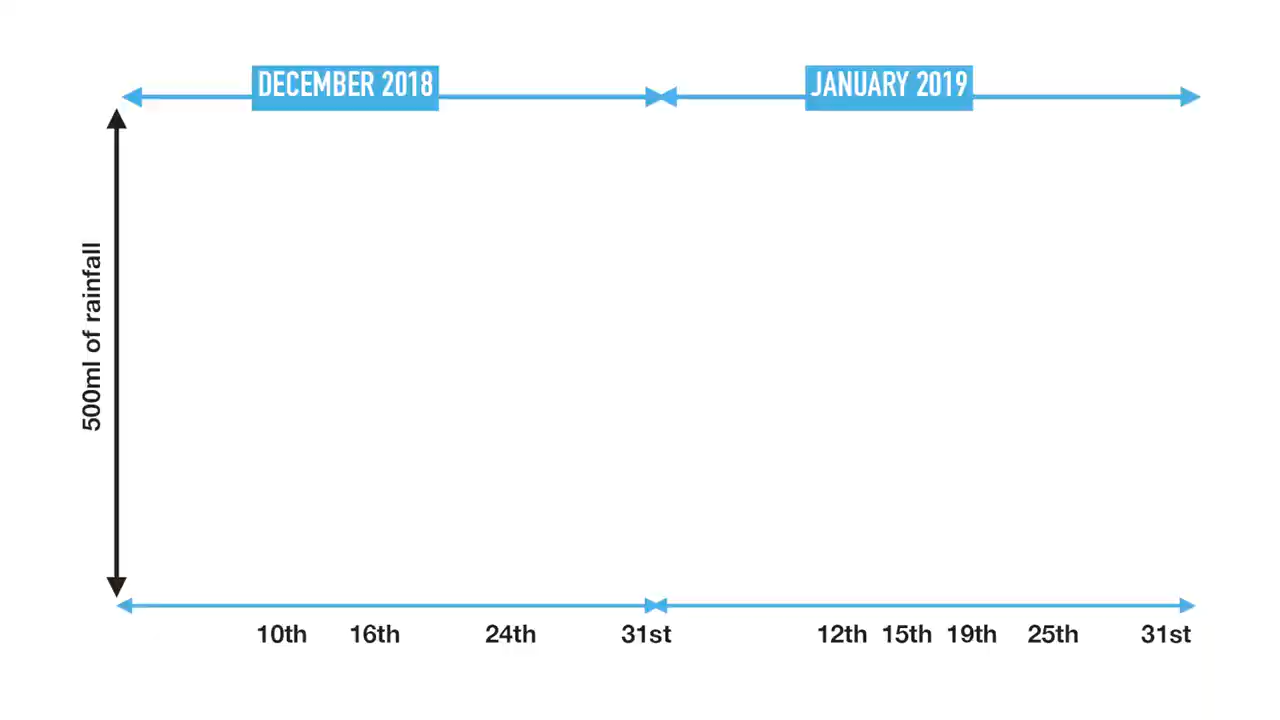 DECEMBER 2018
JANUARY 2019
500ml of rainfall
10th 16th 24th 31st 12th 15th 19th 25th 31st